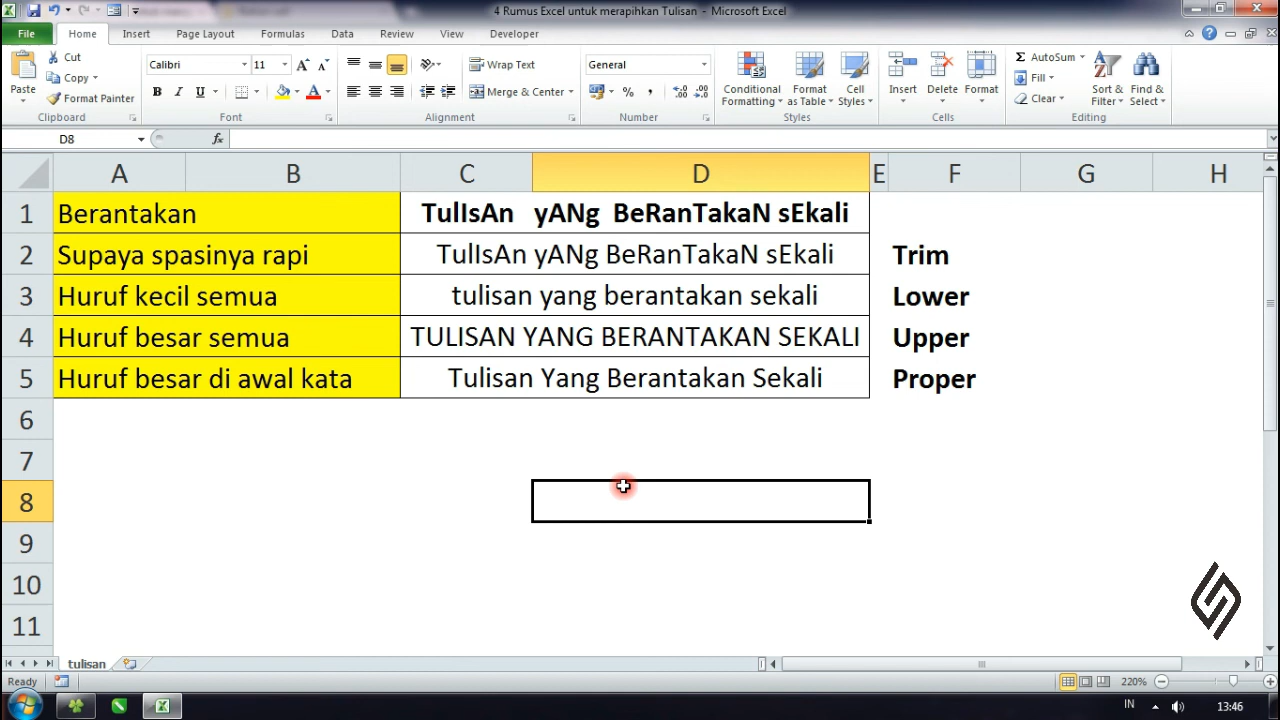 4 Rumus Excel untuk merapihkan Tulisan - Microsoft Excel
File Home Insert Page Layout Formulas Data Review View Developer
Cut
Copy
Format Painter
Paste
Clipboard
Calibri 11
B I U
Font
Wrap Text
Merge & Center
Alignment
General
Number
Conditional Formatting
Format as Table
Cell Styles
Styles
Insert Delete Format
Cells
AutoSum
Fill
Clear
Sort & Filter
Find & Select
Editing
D8 fx
A B C D E F G H
1 Berantakan TulIsAn   yANg  BeRanTakaN sEkali
2 Supaya spasinya rapi TulIsAn yANg BeRanTakaN sEkali Trim
3 Huruf kecil semua tulisan yang berantakan sekali Lower
4 Huruf besar semua TULISAN YANG BERANTAKAN SEKALI Upper
5 Huruf besar di awal kata Tulisan Yang Berantakan Sekali Proper
6
7
8
9
10
11
tulisan
Ready 220%
IN 13:46